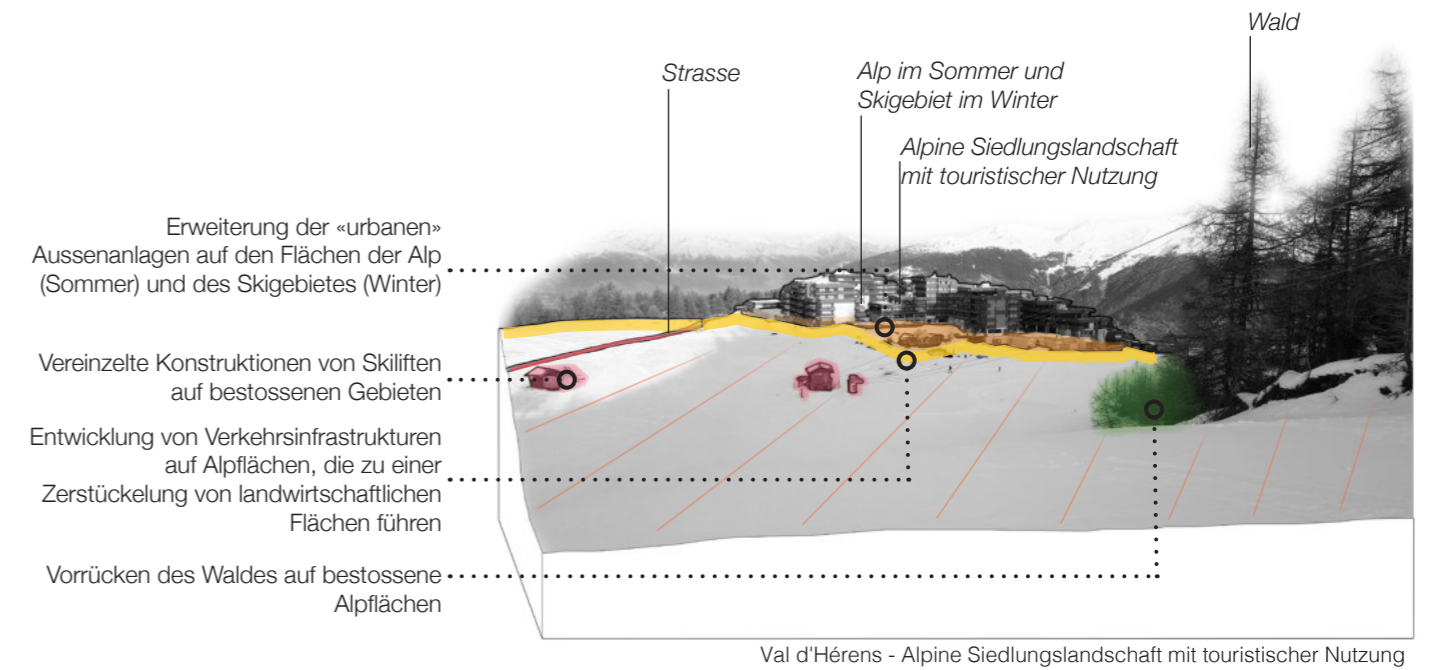 Wald
Strasse
Alp im Sommer und
Skigebiet im Winter
Alpine Siedlungslandschaft
mit touristischer Nutzung
Erweiterung der «urbanen»
Aussenanlagen auf den Flächen der Alp
(Sommer) und des Skigebietes (Winter)
Vereinzelte Konstruktionen von Skiliften
auf bestossenen Gebieten
Entwicklung von Verkehrsinfrastrukturen
auf Alpflächen, die zu einer
Zerstückelung von landwirtschaftlichen
Flächen führen
Vorrücken des Waldes auf bestossene
Alpflächen
Val d'Hérens - Alpine Siedlungslandschaft mit touristischer Nutzung